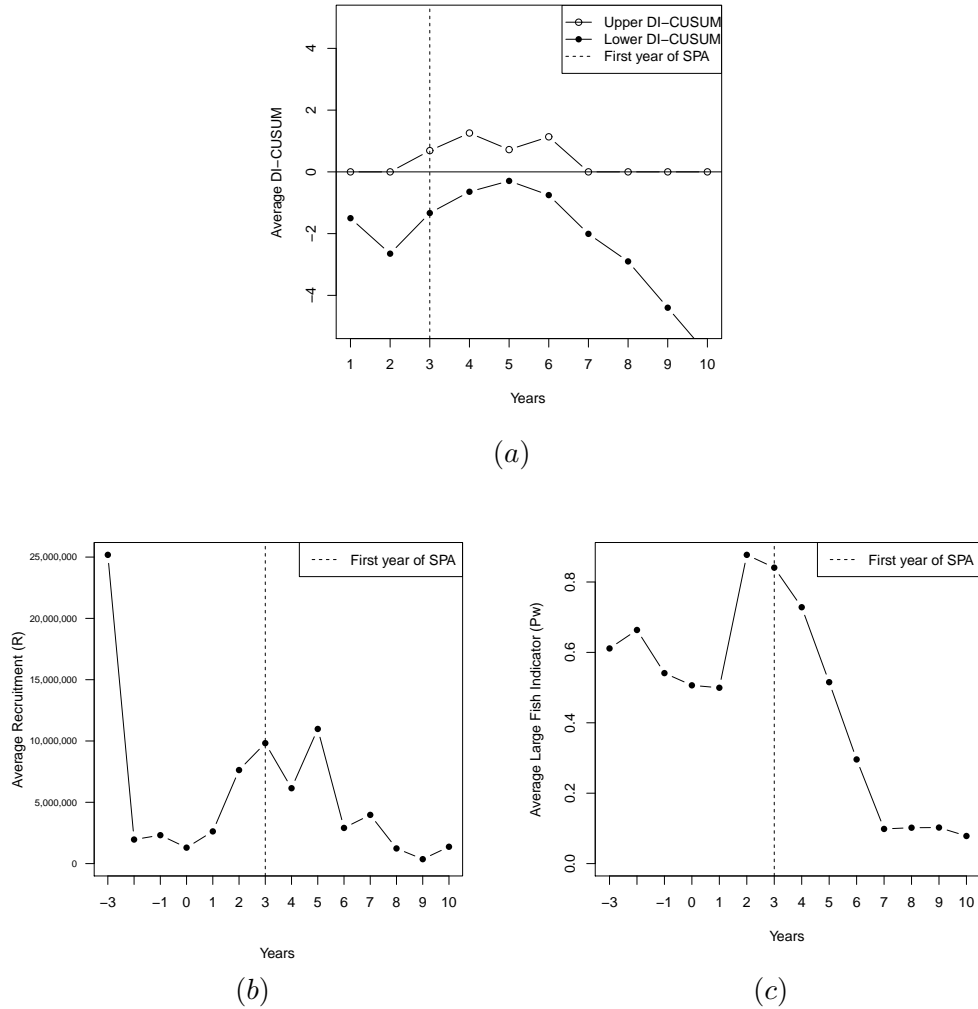 Upper DI−CUSUM
Lower DI−CUSUM
First year of SPA
Average DI−CUSUM
4
2
0
−2
−4
1 2 3 4 5 6 7 8 9 10
Years
(a)
First year of SPA
Average Recruitment (R)
25,000,000
20,000,000
15,000,000
10,000,000
5,000,000
0
−3 −1 0 1 2 3 4 5 6 7 8 9 10
Years
(b)
First year of SPA
Average Large Fish Indicator (Pw)
0.8
0.6
0.4
0.2
0.0
−3 −1 0 1 2 3 4 5 6 7 8 9 10
Years
(c)